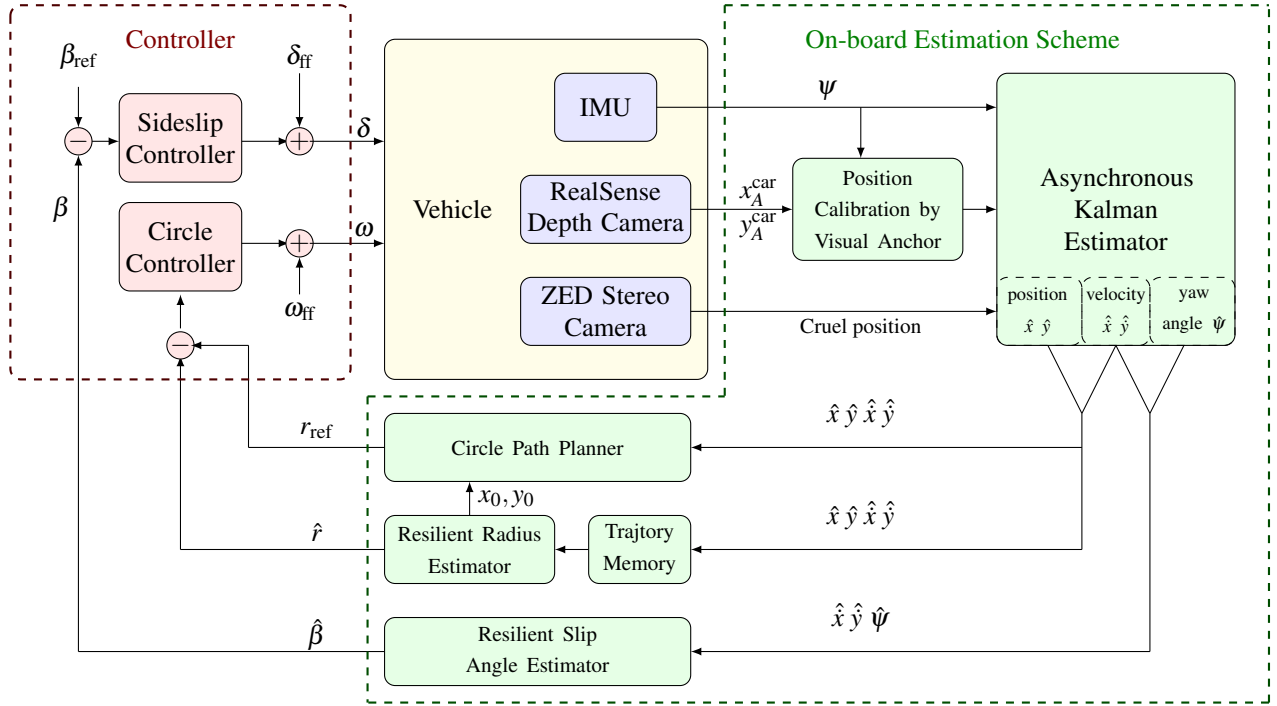 Controller
β_ref
δ_ff
Sideslip
Controller
−
+
δ
β
Circle
Controller
+
ω
ω_ff
−
Vehicle
IMU
RealSense
Depth Camera
ZED Stereo
Camera
On-board Estimation Scheme
ψ
x_A^car
y_A^car
Position
Calibration by
Visual Anchor
Cruel position
Asynchronous
Kalman
Estimator
position
x̂ ŷ
velocity
ẋ̂ ẏ̂
yaw
angle ψ̂
r_ref
Circle Path Planner
x̂ ŷ ẋ̂ ẏ̂
x_0, y_0
r̂
Resilient Radius
Estimator
Trajtory
Memory
x̂ ŷ ẋ̂ ẏ̂
β̂
Resilient Slip
Angle Estimator
ẋ̂ ẏ̂ ψ̂